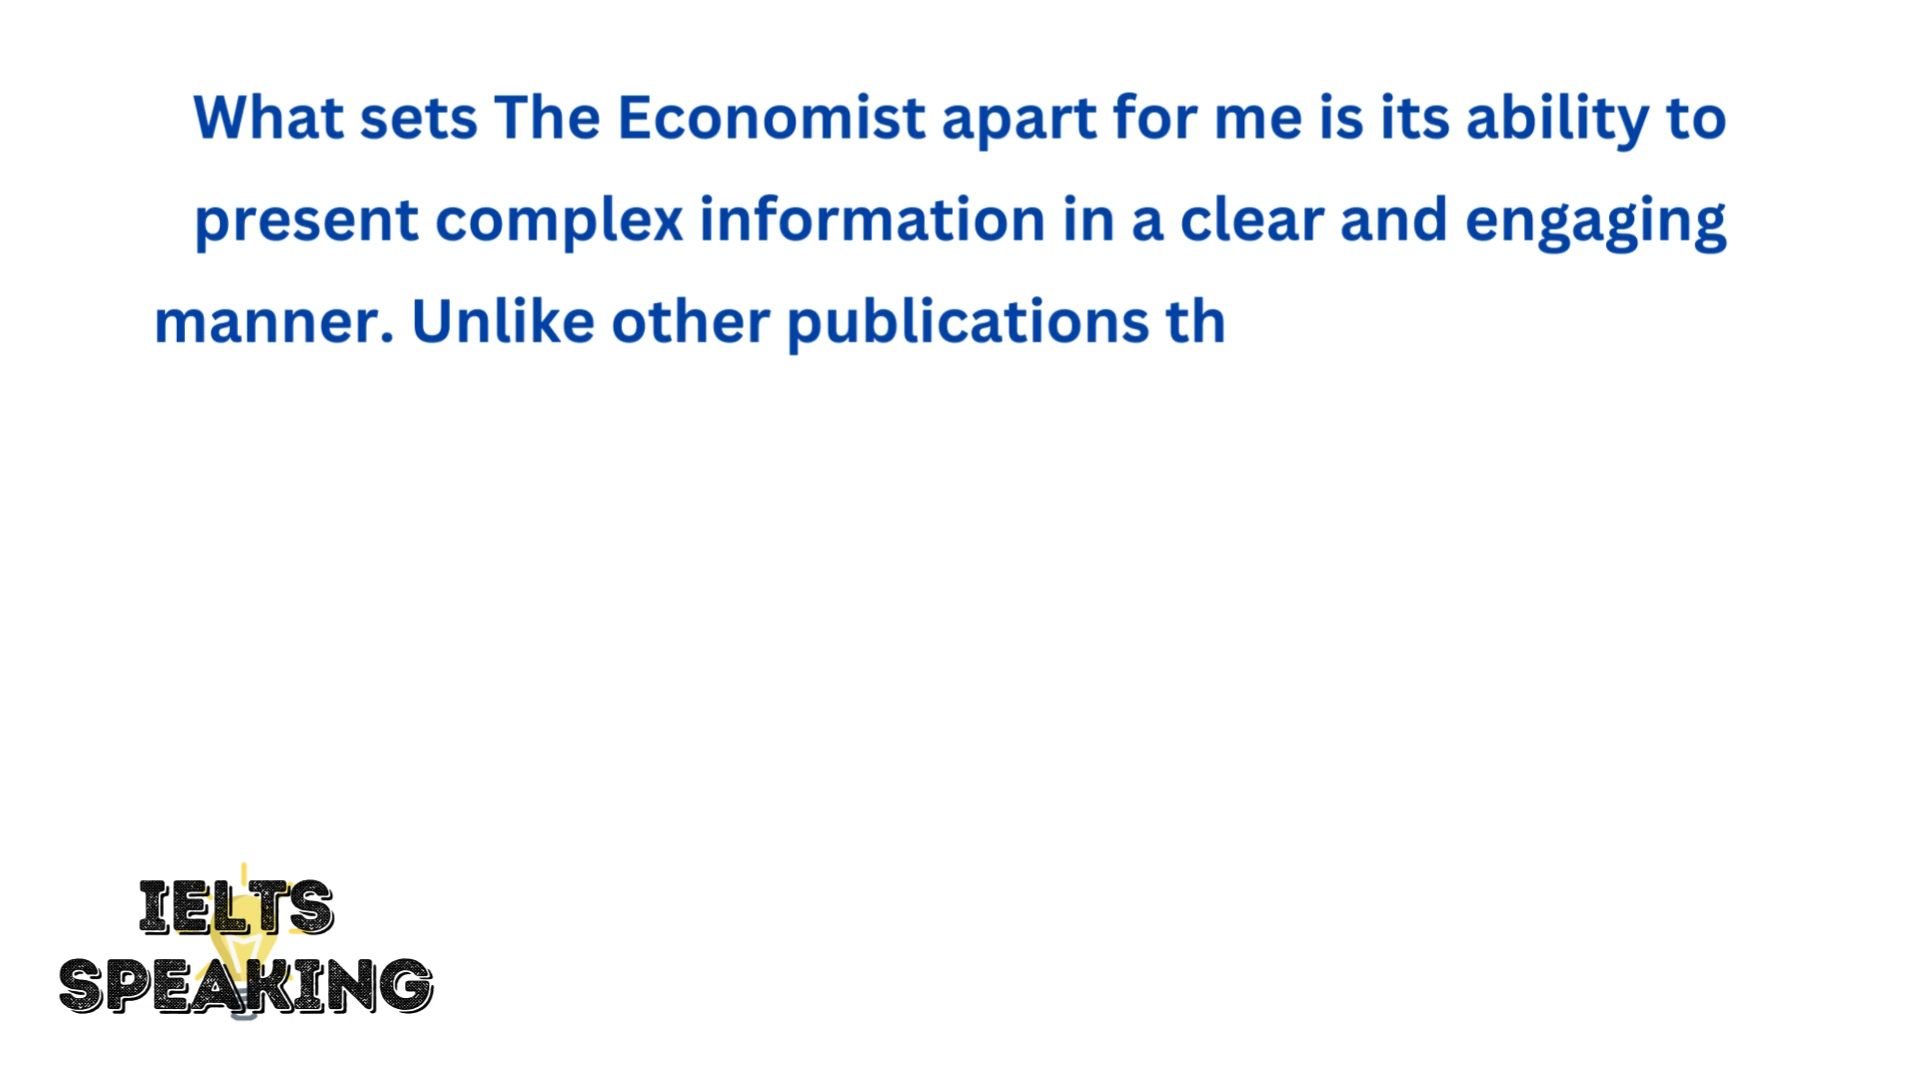 What sets The Economist apart for me is its ability to
present complex information in a clear and engaging
manner. Unlike other publications th
IELTS
SPEAKING